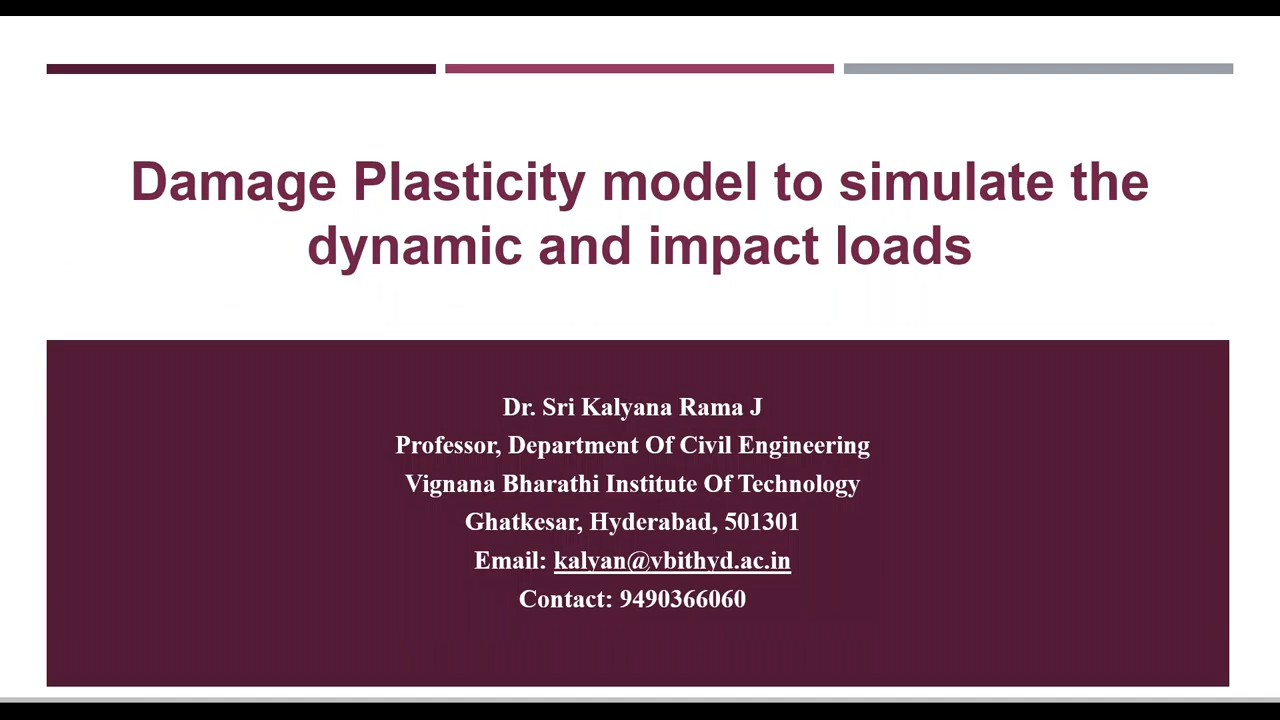 Damage Plasticity model to simulate the
dynamic and impact loads
Dr. Sri Kalyana Rama J
Professor, Department Of Civil Engineering
Vignana Bharathi Institute Of Technology
Ghatkesar, Hyderabad, 501301
Email: kalyan@vbithyd.ac.in
Contact: 9490366060